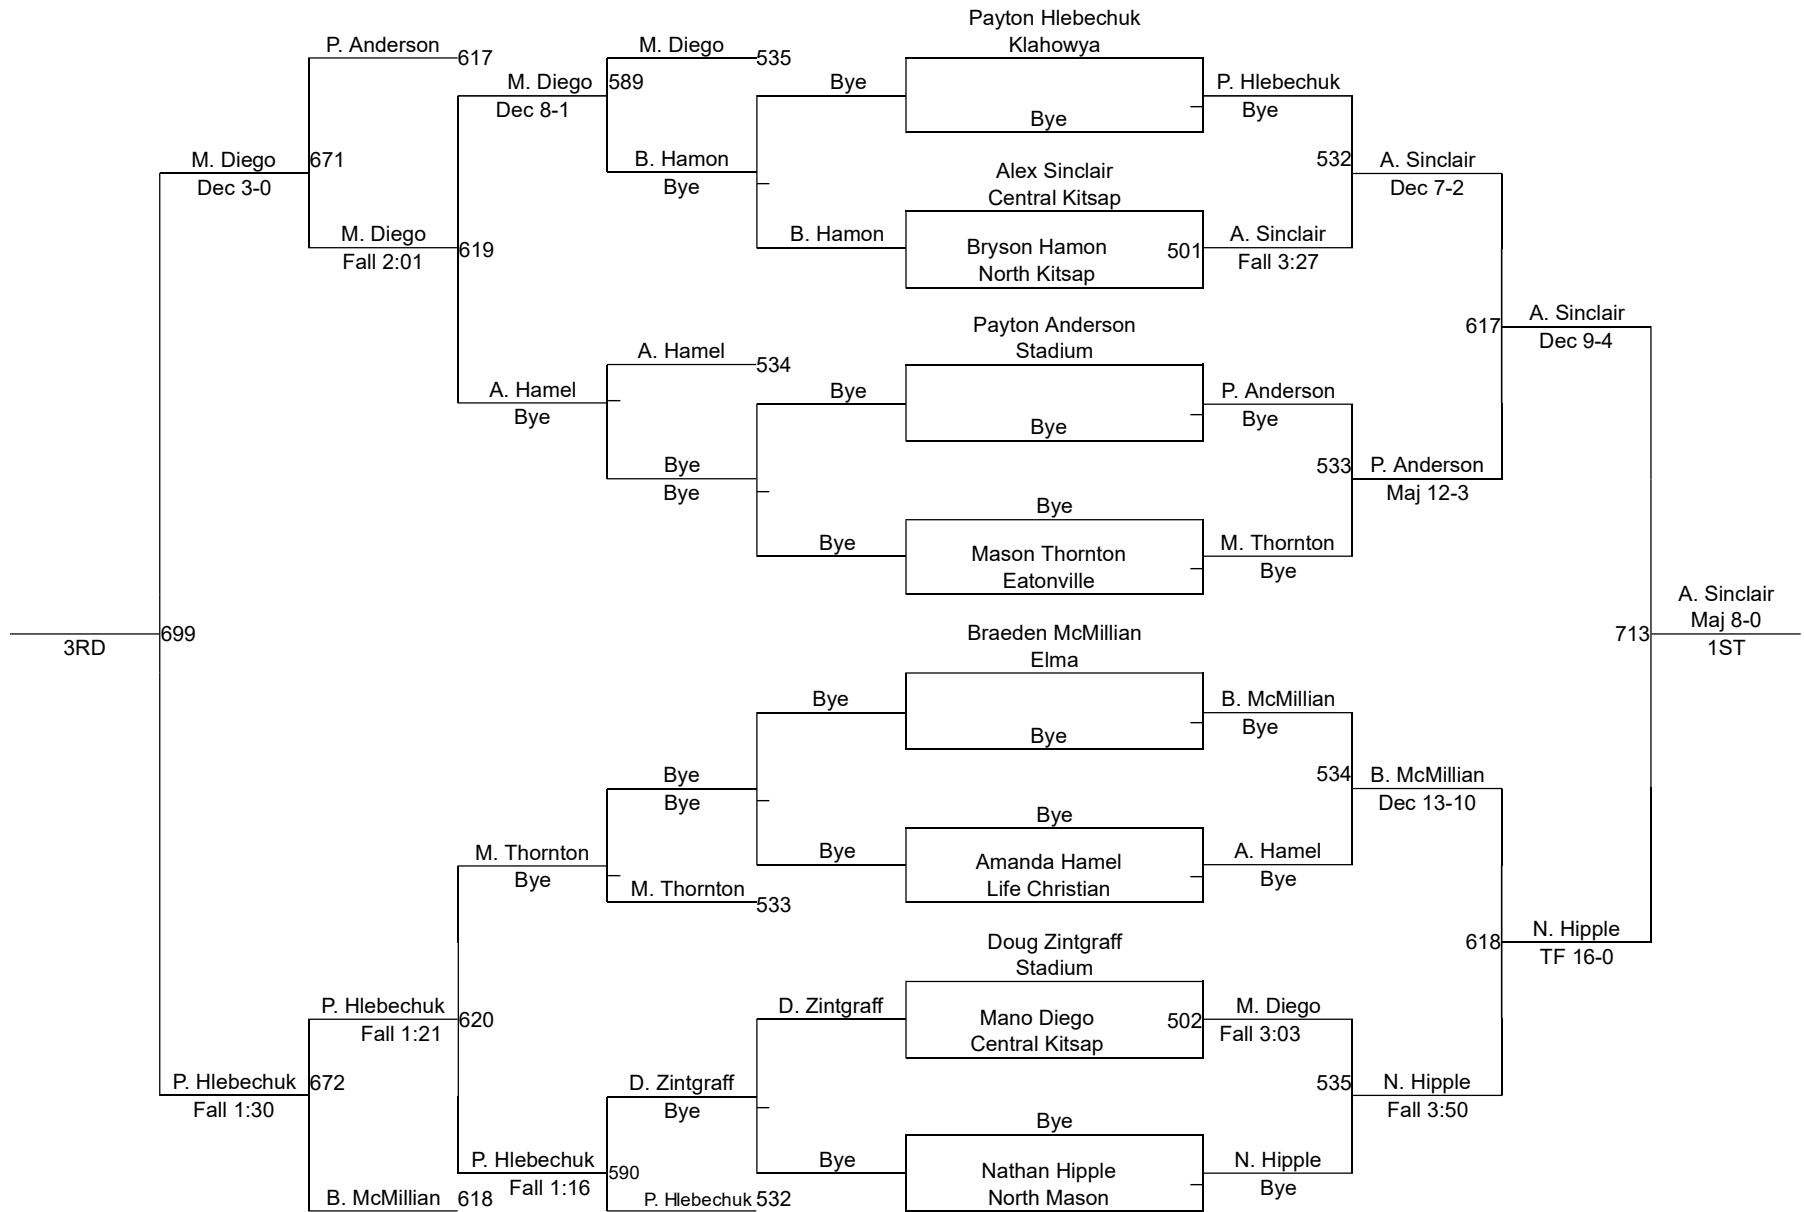 Payton Hlebechuk
P. Anderson
M. Diego
Klahowya
617
535
M. Diego
589
Bye
P. Hlebechuk
Dec 8-1
Bye
Bye
M. Diego
671
B. Hamon
532
A. Sinclair
Dec 3-0
Bye
Alex Sinclair
Dec 7-2
Central Kitsap
M. Diego
619
B. Hamon
Bryson Hamon
501
A. Sinclair
Fall 2:01
North Kitsap
Fall 3:27
Payton Anderson
617
A. Sinclair
A. Hamel
Stadium
Dec 9-4
534
A. Hamel
Bye
P. Anderson
Bye
Bye
Bye
Bye
533
P. Anderson
Bye
Maj 12-3
Bye
Bye
Mason Thornton
M. Thornton
Eatonville
Bye
A. Sinclair
Maj 8-0
699
Braeden McMillian
713
3RD
Elma
1ST
Bye
B. McMillian
Bye
Bye
Bye
534
B. McMillian
Bye
Dec 13-10
Bye
M. Thornton
Bye
Amanda Hamel
A. Hamel
Bye
M. Thornton
Life Christian
Bye
533
Doug Zintgraff
618
N. Hipple
Stadium
TF 16-0
P. Hlebechuk
620
D. Zintgraff
Mano Diego
502
M. Diego
Fall 1:21
Central Kitsap
Fall 3:03
P. Hlebechuk
672
D. Zintgraff
535
N. Hipple
Fall 1:30
Bye
Fall 3:50
Bye
P. Hlebechuk
590
Bye
Nathan Hipple
N. Hipple
Fall 1:16
North Mason
Bye
B. McMillian
618
P. Hlebechuk
532